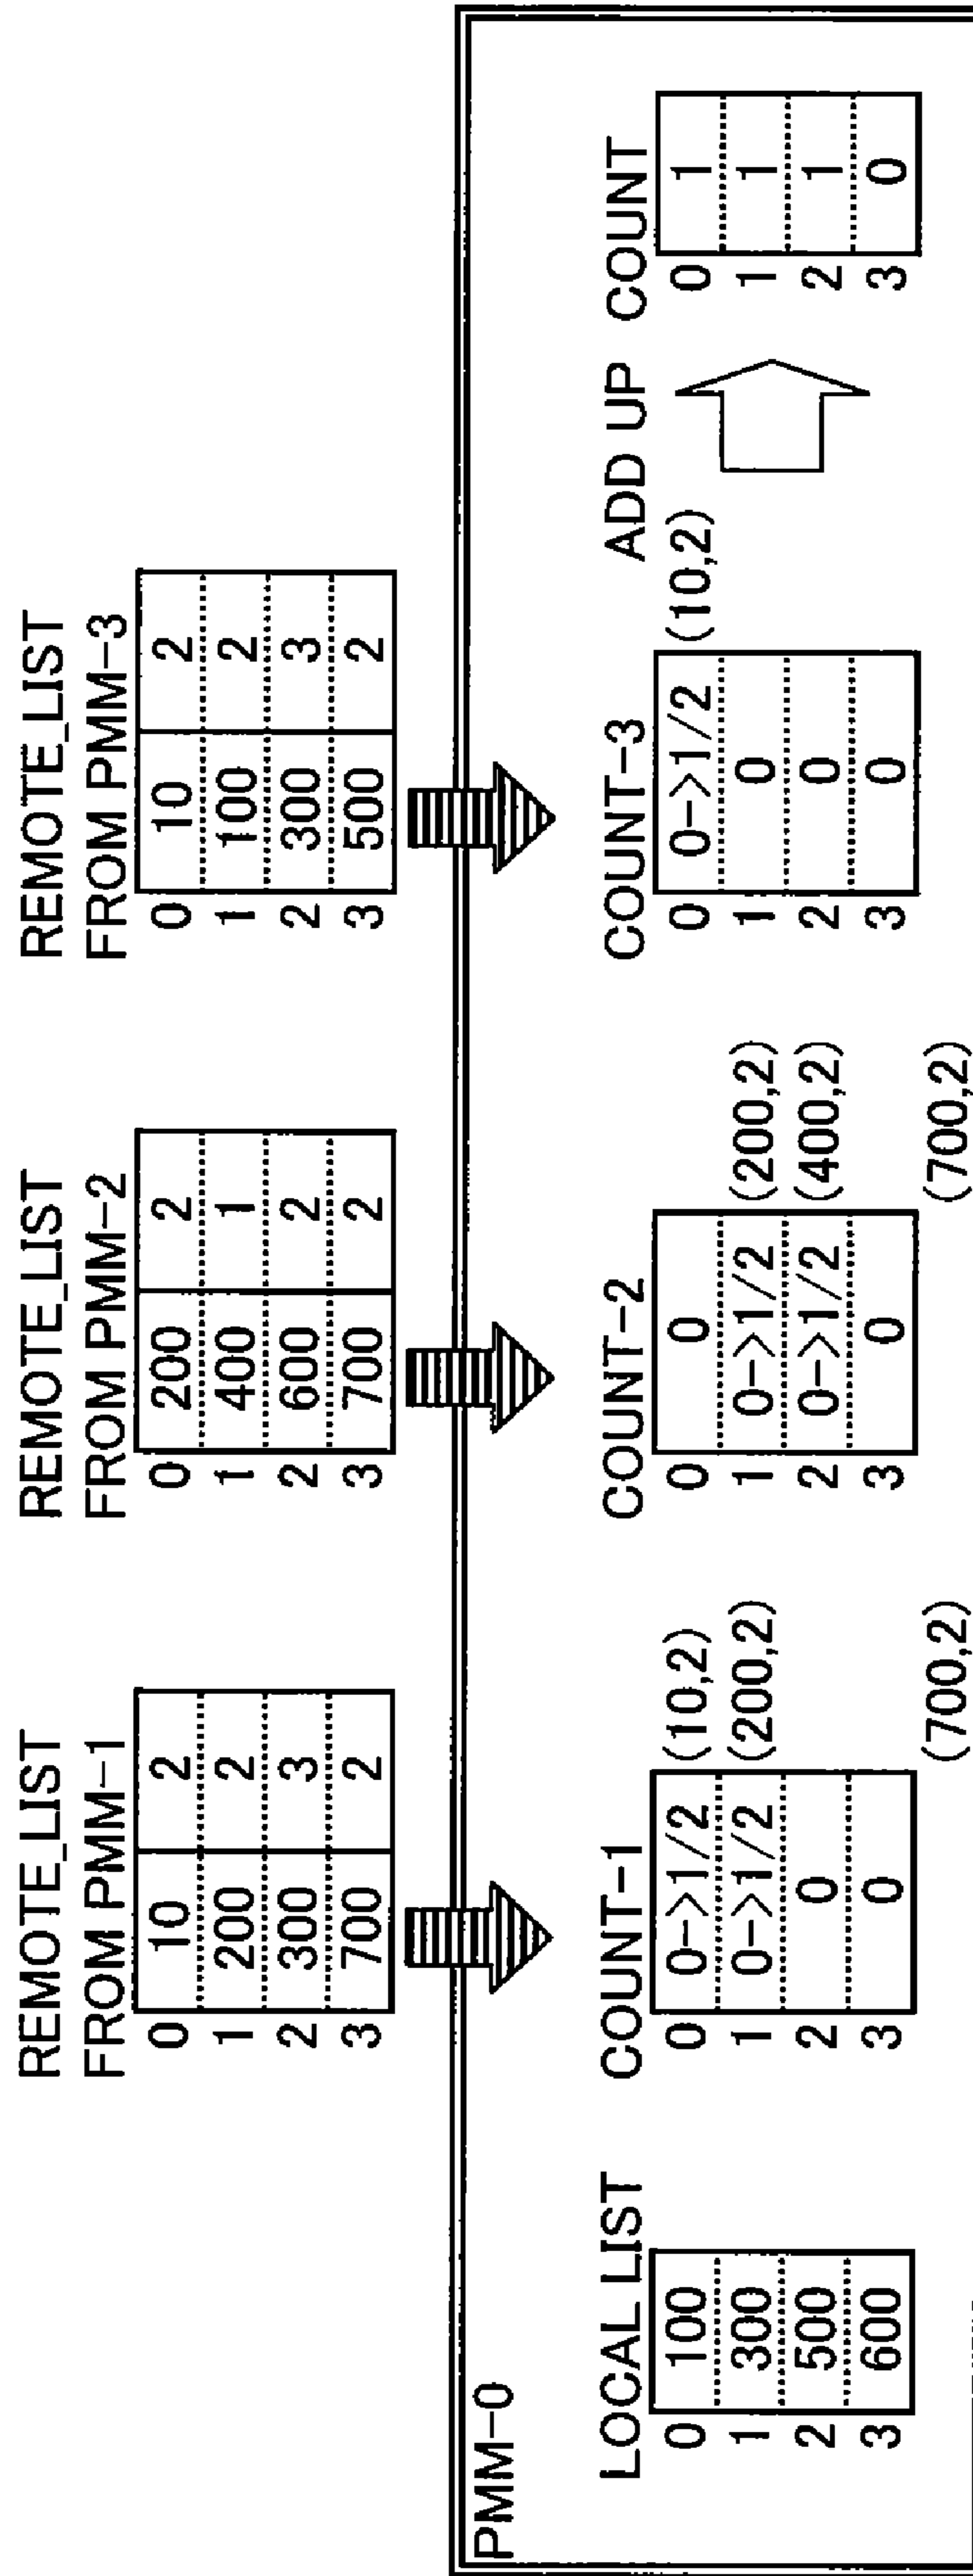 REMOTE_LIST
FROM PMM-1
0 10 2
1 200 2
2 300 3
3 700 2
REMOTE_LIST
FROM PMM-2
0 200 2
1 400 1
2 600 2
3 700 2
REMOTE_LIST
FROM PMM-3
0 10 2
1 100 2
2 300 3
3 500 2
PMM-0
LOCAL LIST
0 100
1 300
2 500
3 600
COUNT-1
0 0->1/2 (10,2)
1 0->1/2 (200,2)
2 0
3 0
(700,2)
COUNT-2
0 0
1 0->1/2 (200,2)
2 0->1/2 (400,2)
3 0
(700,2)
COUNT-3
0 0->1/2 (10,2)
1 0
2 0
3 0
ADD UP
COUNT
0 1
1 1
2 1
3 0